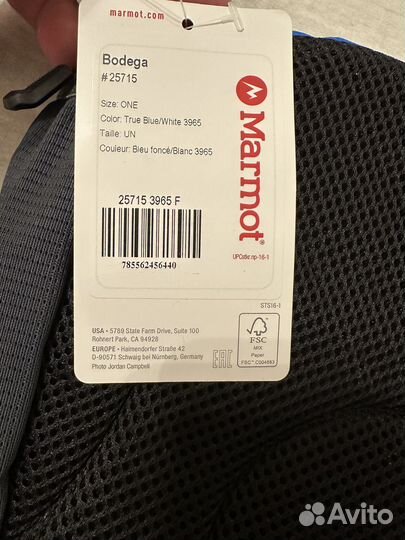 marmot.com
Bodega
# 25715
Size: ONE
Color: True Blue/White 3965
Taille: UN
Couleur: Bleu foncé/Blanc 3965
25715 3965 F
785562456440
Marmot
STS16-1
USA • 5789 State Farm Drive, Suite 100
Rohnert Park, CA 94928
EUROPE • Haimendorfer Straße 42
D-90571 Schwaig bei Nürnberg, Germany
Photo Jordan Campbell
EAC
FSC
MIX
Paper
Avito